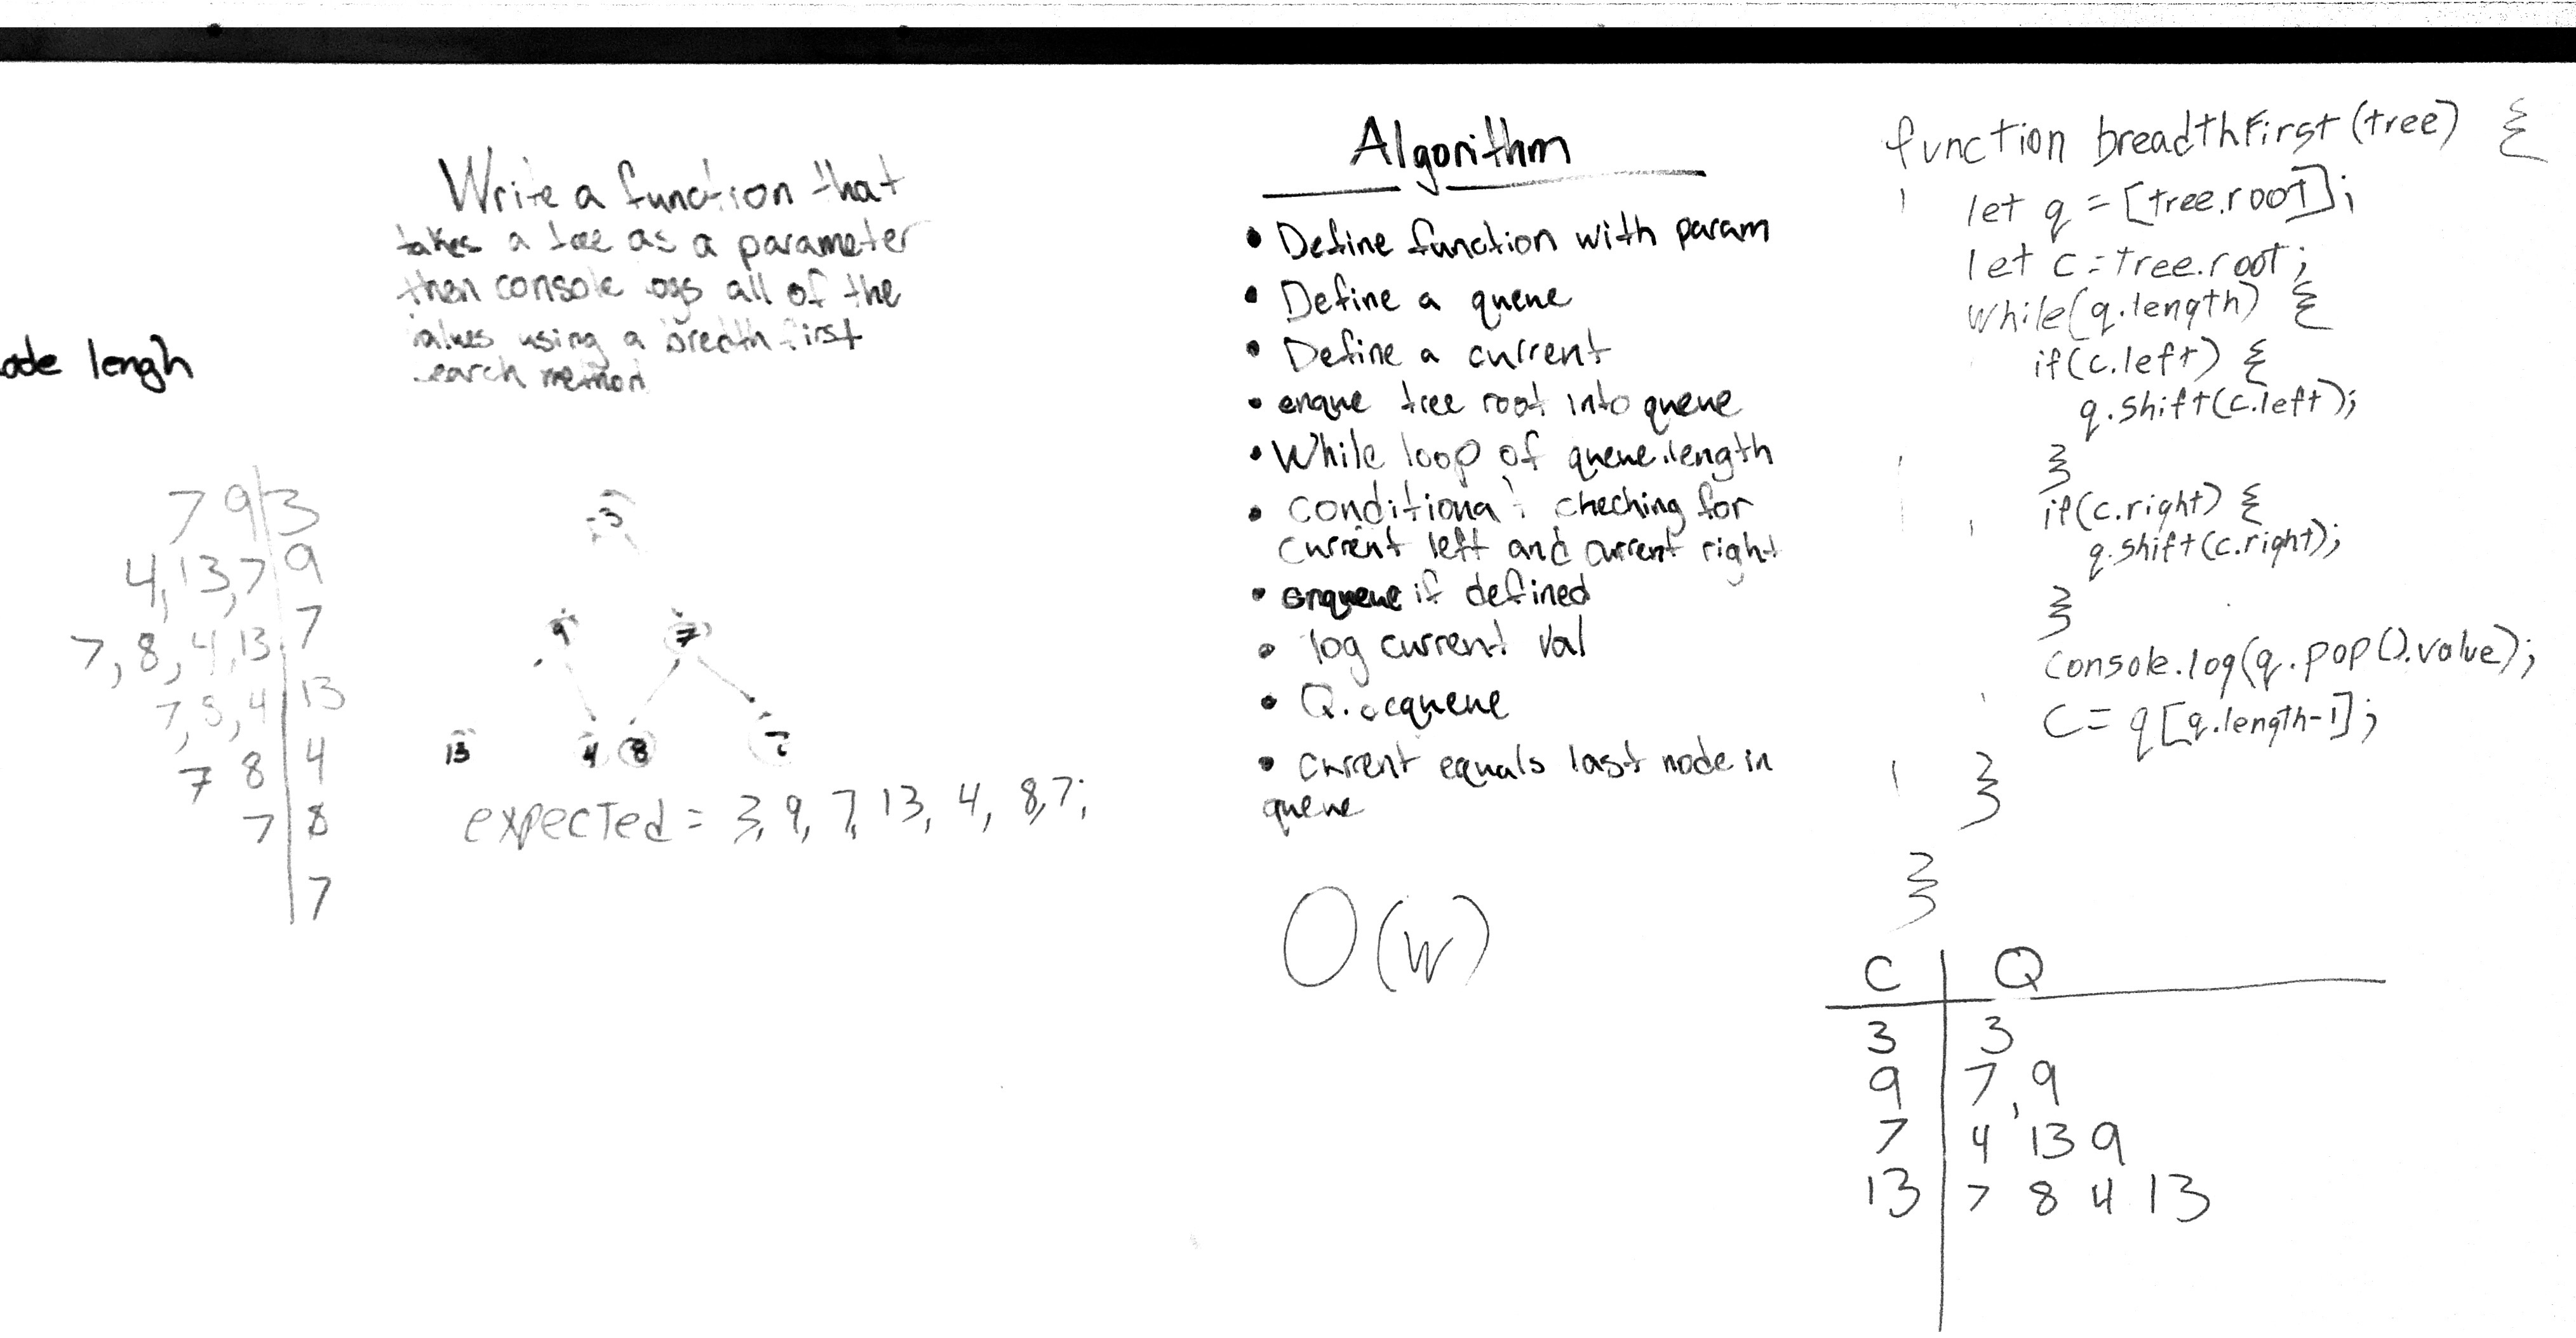 ode lengh
7 9 3
4, 13, 7 9
7, 8, 4, 13 7
7, 8, 4 13
7 8 4
7 8
7
Write a function that
takes a tree as a parameter
then console logs all of the
values using a breath first
search method
3
9 7
13 4 8 7
expected = 3, 9, 7, 13, 4, 8, 7;
Algorithm
• Define function with param
• Define a queue
• Define a current
• enque tree root into queue
• While loop of queue.length
• conditional checking for
current left and current right
• enqueue if defined
• log current val
• Q.dequeue
• current equals last node in
queue
O(w)
function breadthFirst(tree) {
let q = [tree.root];
let c = tree.root;
while(q.length) {
if(c.left) {
q.shift(c.left);
}
if(c.right) {
q.shift(c.right);
}
console.log(q.pop().value);
c = q[q.length-1];
}
}
C Q
3 3
9 7, 9
7 4 13 9
13 7 8 4 13